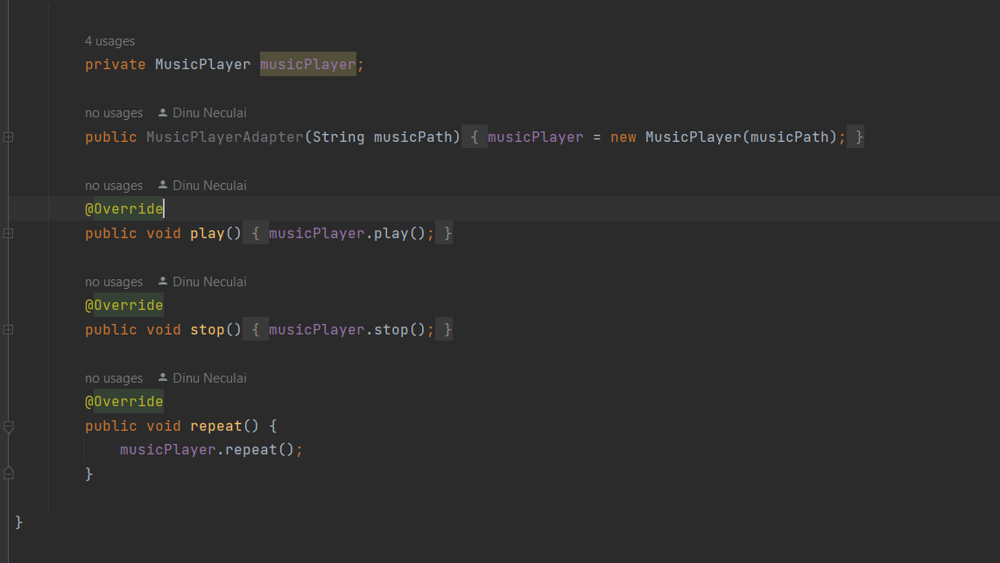 4 usages
private MusicPlayer musicPlayer;
no usages Dinu Neculai
public MusicPlayerAdapter(String musicPath) { musicPlayer = new MusicPlayer(musicPath); }
no usages Dinu Neculai
@Override
public void play() { musicPlayer.play(); }
no usages Dinu Neculai
@Override
public void stop() { musicPlayer.stop(); }
no usages Dinu Neculai
@Override
public void repeat() {
musicPlayer.repeat();
}
}